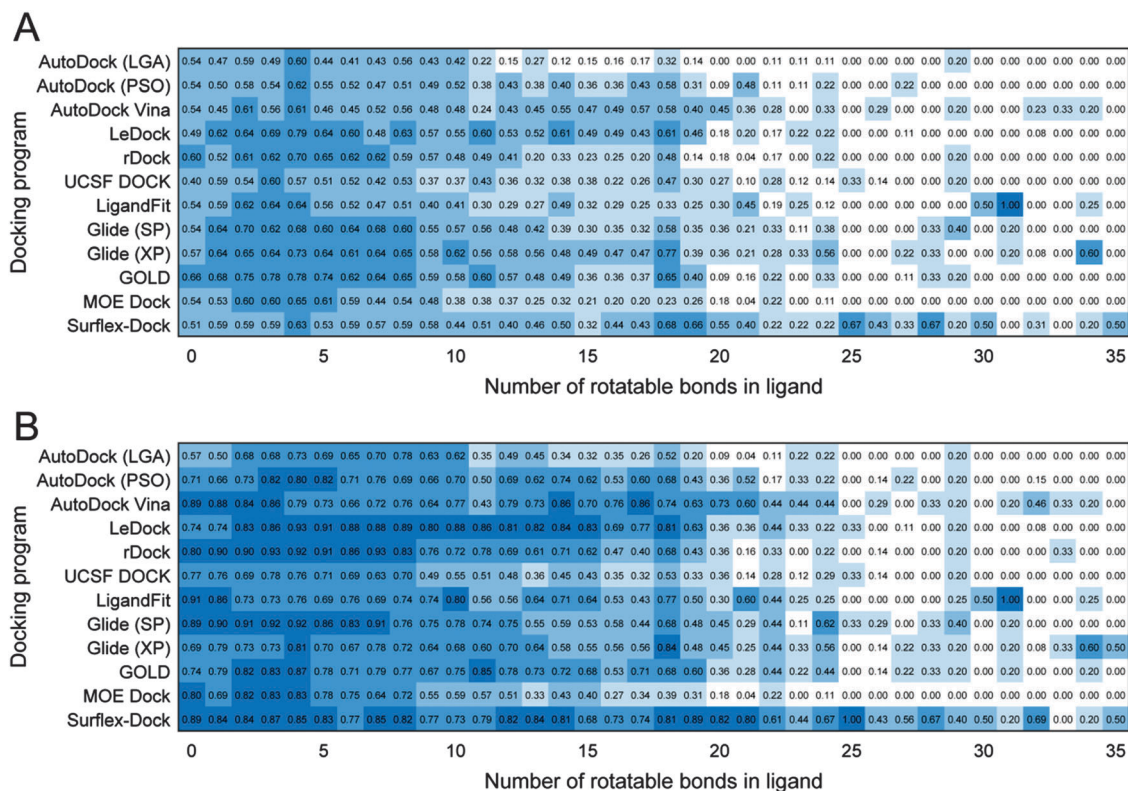 A
AutoDock (LGA) 0.54 0.47 0.59 0.49 0.60 0.44 0.41 0.43 0.56 0.43 0.42 0.22 0.15 0.27 0.12 0.15 0.16 0.17 0.32 0.14 0.00 0.00 0.11 0.11 0.11 0.00 0.00 0.00 0.00 0.20 0.00 0.00 0.00 0.00 0.00 0.00
AutoDock (PSO) 0.54 0.50 0.58 0.54 0.62 0.55 0.48 0.51 0.52 0.49 0.52 0.38 0.43 0.38 0.40 0.36 0.36 0.43 0.58 0.31 0.09 0.48 0.11 0.11 0.22 0.00 0.00 0.22 0.00 0.00 0.00 0.00 0.00 0.00 0.00 0.00
AutoDock Vina 0.54 0.45 0.61 0.56 0.61 0.46 0.45 0.52 0.56 0.48 0.48 0.24 0.43 0.45 0.55 0.47 0.49 0.57 0.58 0.40 0.45 0.36 0.28 0.00 0.33 0.00 0.29 0.00 0.00 0.20 0.00 0.00 0.23 0.33 0.20 0.00
LeDock 0.49 0.62 0.64 0.69 0.79 0.64 0.60 0.48 0.63 0.57 0.55 0.60 0.53 0.52 0.61 0.49 0.49 0.43 0.61 0.46 0.18 0.20 0.17 0.22 0.22 0.00 0.00 0.11 0.00 0.00 0.00 0.00 0.08 0.00 0.00 0.00
rDock 0.60 0.52 0.61 0.62 0.70 0.65 0.62 0.62 0.59 0.57 0.48 0.49 0.41 0.20 0.33 0.23 0.25 0.20 0.48 0.14 0.18 0.04 0.17 0.00 0.22 0.00 0.00 0.00 0.00 0.20 0.00 0.00 0.00 0.00 0.00 0.00
UCSF DOCK 0.40 0.59 0.54 0.60 0.57 0.51 0.52 0.42 0.53 0.37 0.37 0.43 0.36 0.32 0.38 0.38 0.22 0.26 0.47 0.30 0.27 0.10 0.28 0.12 0.14 0.33 0.14 0.00 0.00 0.20 0.00 0.00 0.00 0.00 0.00 0.00
LigandFit 0.54 0.59 0.62 0.64 0.64 0.56 0.52 0.47 0.51 0.40 0.41 0.30 0.29 0.27 0.49 0.32 0.29 0.25 0.33 0.25 0.20 0.45 0.19 0.25 0.12 0.00 0.00 0.00 0.00 0.00 0.50 1.00 0.00 0.00 0.25 0.00
Glide (SP) 0.54 0.64 0.70 0.62 0.68 0.60 0.64 0.68 0.60 0.55 0.57 0.56 0.48 0.42 0.39 0.30 0.30 0.32 0.58 0.35 0.36 0.21 0.33 0.11 0.38 0.00 0.00 0.00 0.33 0.40 0.00 0.20 0.00 0.00 0.00 0.00
Glide (XP) 0.57 0.64 0.65 0.64 0.73 0.64 0.61 0.64 0.65 0.56 0.62 0.56 0.58 0.56 0.48 0.49 0.47 0.47 0.77 0.39 0.36 0.21 0.28 0.33 0.56 0.00 0.00 0.22 0.33 0.00 0.00 0.20 0.08 0.00 0.60 0.00
GOLD 0.66 0.68 0.75 0.78 0.78 0.74 0.62 0.64 0.65 0.59 0.58 0.60 0.57 0.48 0.49 0.36 0.36 0.37 0.65 0.40 0.09 0.16 0.22 0.00 0.33 0.00 0.00 0.11 0.33 0.20 0.00 0.00 0.00 0.00 0.00 0.00
MOE Dock 0.54 0.53 0.60 0.60 0.65 0.61 0.59 0.44 0.54 0.48 0.38 0.38 0.37 0.25 0.32 0.21 0.20 0.20 0.23 0.26 0.18 0.04 0.22 0.00 0.11 0.00 0.00 0.00 0.00 0.00 0.00 0.00 0.00 0.00 0.00 0.00
Surflex-Dock 0.51 0.59 0.59 0.59 0.63 0.53 0.59 0.57 0.59 0.58 0.44 0.51 0.40 0.46 0.50 0.32 0.44 0.43 0.68 0.66 0.55 0.40 0.22 0.22 0.22 0.67 0.43 0.33 0.67 0.20 0.50 0.00 0.31 0.00 0.20 0.50
0 5 10 15 20 25 30 35
Docking program
Number of rotatable bonds in ligand
B
AutoDock (LGA) 0.57 0.50 0.68 0.68 0.73 0.69 0.65 0.70 0.78 0.63 0.62 0.35 0.49 0.45 0.34 0.32 0.35 0.26 0.52 0.20 0.09 0.04 0.11 0.22 0.22 0.00 0.00 0.00 0.00 0.20 0.00 0.00 0.00 0.00 0.00 0.00
AutoDock (PSO) 0.71 0.66 0.73 0.82 0.80 0.82 0.71 0.76 0.69 0.66 0.70 0.54 0.67 0.64 0.72 0.67 0.53 0.60 0.68 0.43 0.36 0.52 0.17 0.33 0.22 0.00 0.14 0.22 0.00 0.20 0.00 0.00 0.15 0.00 0.00 0.00
AutoDock Vina 0.89 0.88 0.84 0.86 0.79 0.73 0.66 0.72 0.76 0.64 0.77 0.43 0.79 0.73 0.86 0.70 0.76 0.86 0.74 0.63 0.72 0.60 0.44 0.44 0.44 0.00 0.29 0.00 0.33 0.20 0.00 0.20 0.46 0.33 0.20 0.00
LeDock 0.74 0.74 0.83 0.86 0.93 0.91 0.88 0.88 0.89 0.80 0.88 0.86 0.81 0.82 0.84 0.83 0.69 0.77 0.81 0.63 0.36 0.36 0.44 0.33 0.22 0.33 0.00 0.11 0.00 0.20 0.00 0.00 0.08 0.00 0.00 0.00
rDock 0.80 0.90 0.90 0.93 0.92 0.91 0.86 0.93 0.83 0.76 0.72 0.78 0.69 0.61 0.71 0.62 0.47 0.40 0.68 0.43 0.36 0.16 0.33 0.00 0.22 0.00 0.14 0.00 0.00 0.20 0.00 0.00 0.00 0.33 0.00 0.00
UCSF DOCK 0.77 0.76 0.69 0.78 0.76 0.71 0.69 0.63 0.70 0.49 0.55 0.51 0.48 0.36 0.45 0.43 0.35 0.32 0.53 0.33 0.36 0.14 0.28 0.12 0.29 0.33 0.14 0.00 0.00 0.20 0.00 0.00 0.00 0.00 0.00 0.00
LigandFit 0.91 0.86 0.73 0.73 0.76 0.69 0.76 0.69 0.74 0.74 0.80 0.56 0.56 0.64 0.71 0.64 0.53 0.43 0.77 0.50 0.30 0.60 0.44 0.25 0.25 0.00 0.00 0.00 0.00 0.25 0.50 1.00 0.00 0.00 0.25 0.00
Glide (SP) 0.89 0.90 0.91 0.92 0.92 0.86 0.83 0.91 0.76 0.75 0.78 0.74 0.75 0.55 0.59 0.53 0.58 0.44 0.68 0.48 0.45 0.29 0.44 0.11 0.62 0.33 0.29 0.00 0.33 0.40 0.00 0.20 0.00 0.00 0.00 0.00
Glide (XP) 0.69 0.79 0.73 0.73 0.81 0.70 0.67 0.78 0.72 0.64 0.68 0.60 0.70 0.64 0.58 0.55 0.58 0.56 0.84 0.48 0.45 0.25 0.44 0.33 0.56 0.00 0.14 0.22 0.33 0.20 0.00 0.20 0.08 0.33 0.60 0.50
GOLD 0.74 0.79 0.82 0.83 0.87 0.78 0.79 0.79 0.77 0.67 0.75 0.85 0.78 0.73 0.72 0.68 0.53 0.71 0.68 0.60 0.36 0.28 0.44 0.22 0.44 0.00 0.14 0.22 0.33 0.20 0.00 0.20 0.00 0.00 0.00 0.00
MOE Dock 0.80 0.69 0.82 0.83 0.83 0.78 0.75 0.64 0.72 0.55 0.59 0.57 0.51 0.33 0.43 0.40 0.27 0.34 0.39 0.31 0.18 0.04 0.22 0.00 0.11 0.00 0.00 0.00 0.00 0.00 0.00 0.00 0.00 0.00 0.00 0.00
Surflex-Dock 0.89 0.84 0.84 0.87 0.85 0.83 0.77 0.85 0.82 0.77 0.73 0.79 0.82 0.84 0.81 0.68 0.73 0.74 0.81 0.89 0.82 0.80 0.61 0.44 0.67 1.00 0.43 0.56 0.67 0.40 0.50 0.20 0.69 0.00 0.20 0.50
0 5 10 15 20 25 30 35
Docking program
Number of rotatable bonds in ligand